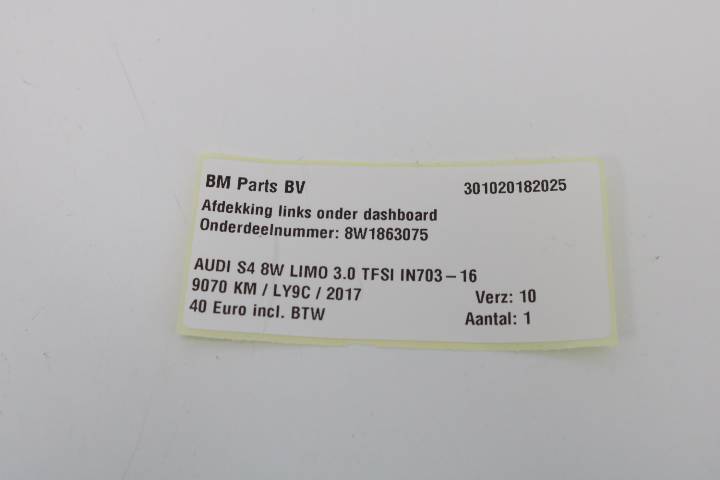 BM Parts BV 301020182025
Afdekking links onder dashboard
Onderdeelnummer: 8W1863075
AUDI S4 8W LIMO 3.0 TFSI IN703-16
9070 KM / LY9C / 2017 Verz: 10
40 Euro incl. BTW Aantal: 1